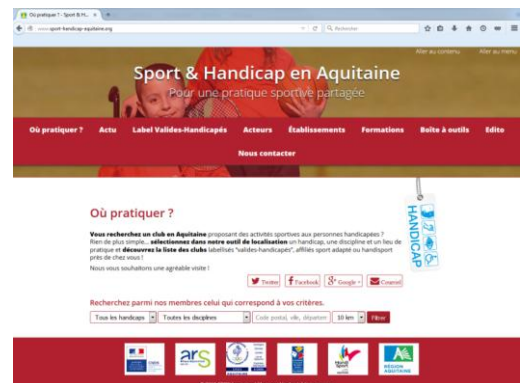 Où pratiquer ? - Sport & H...
www.sport-handicap-aquitaine.org
Rechercher
Aller au contenu Aller au menu
Sport & Handicap en Aquitaine
Pour une pratique sportive partagée
Où pratiquer ? Actu Label Valides-Handicapés Acteurs Établissements Formations Boîte à outils Edito
Nous contacter
Où pratiquer ?
HANDICAP
Vous recherchez un club en Aquitaine proposant des activités sportives aux personnes handicapées ?
Rien de plus simple... sélectionnez dans notre outil de localisation un handicap, une discipline et un lieu de
pratique et découvrez la liste des clubs labellisés "valides-handicapés", affiliés sport adapté ou handisport
près de chez vous !
Nous vous souhaitons une agréable visite !
Twitter Facebook Google + Courriel
Recherchez parmi nos membres celui qui correspond à vos critères.
Tous les handicaps Toutes les disciplines Code postal, ville, départem 10 km Filtrer
ars
RÉGION
AQUITAINE